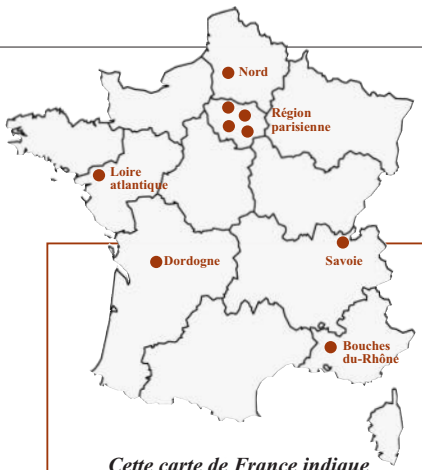 Nord
Région
parisienne
Loire
atlantique
Dordogne
Savoie
Bouches
du-Rhône
Cette carte de France indique